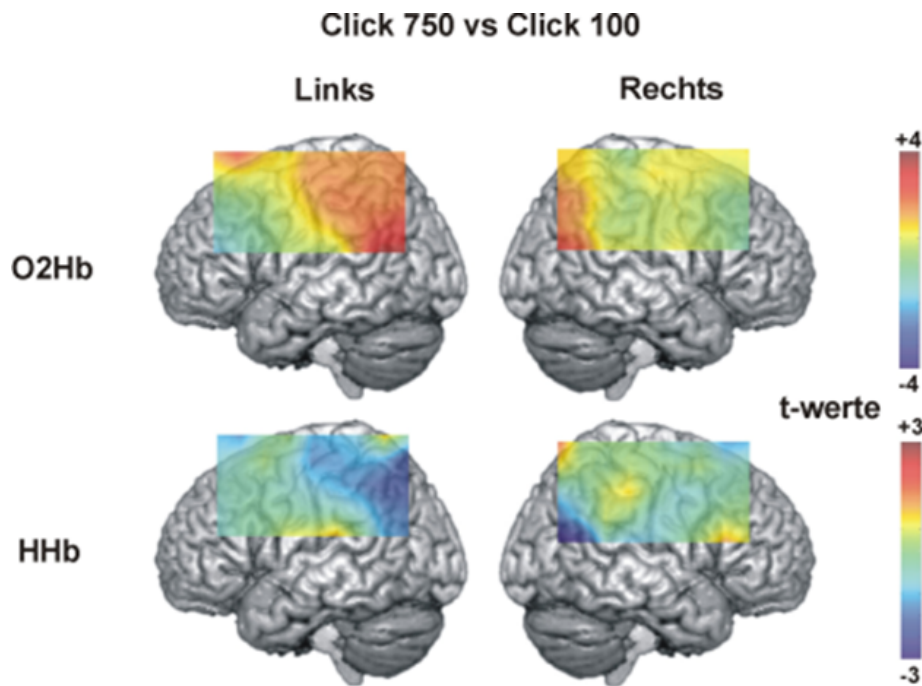 Click 750 vs Click 100
Links
Rechts
+4
O2Hb
-4
t-werte
+3
HHb
-3